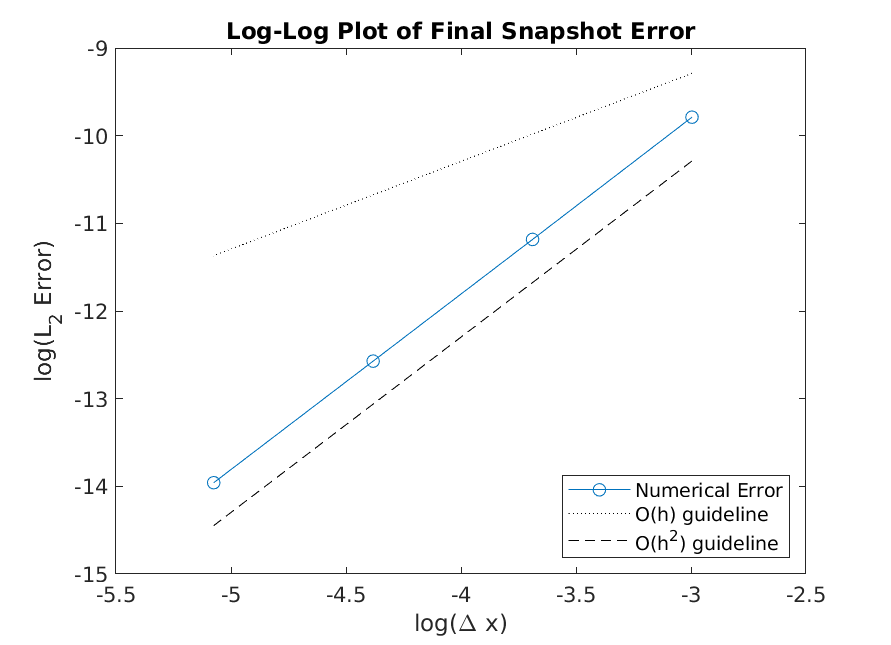 Log-Log Plot of Final Snapshot Error
-9
-10
-11
-12
-13
-14
-15
log(L2 Error)
-5.5 -5 -4.5 -4 -3.5 -3 -2.5
log(Δ x)
Numerical Error
O(h) guideline
O(h²) guideline